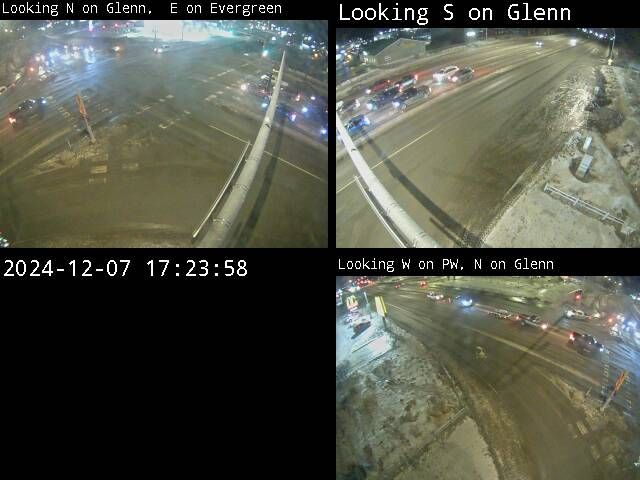 Looking N on Glenn, E on Evergreen
Looking S on Glenn
2024-12-07 17:23:58
Looking W on PW, N on Glenn